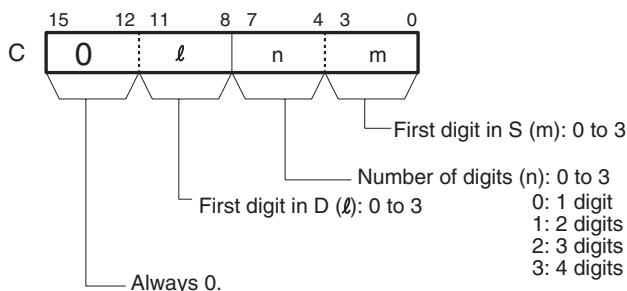 15 12 11 8 7 4 3 0
C 0 ℓ n m
First digit in S (m): 0 to 3
Number of digits (n): 0 to 3
0: 1 digit
1: 2 digits
2: 3 digits
3: 4 digits
First digit in D (ℓ): 0 to 3
Always 0.